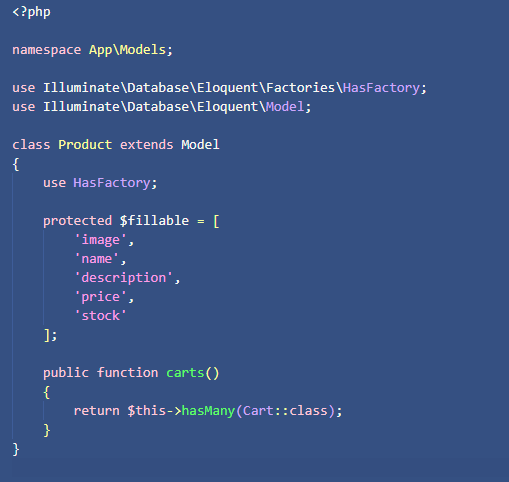 <?php
namespace App\Models;
use Illuminate\Database\Eloquent\Factories\HasFactory;
use Illuminate\Database\Eloquent\Model;
class Product extends Model
{
    use HasFactory;
    protected $fillable = [
        'image',
        'name',
        'description',
        'price',
        'stock'
    ];
    public function carts()
    {
        return $this->hasMany(Cart::class);
    }
}